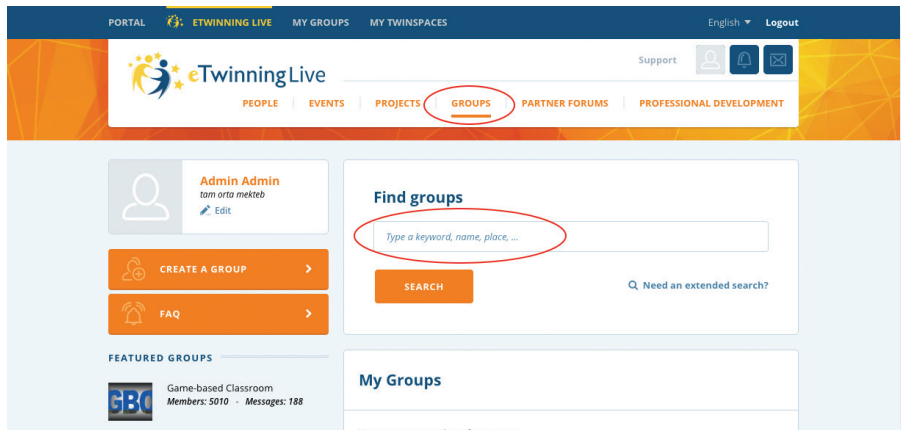 PORTAL ETWINNING LIVE MY GROUPS MY TWINSPACES English Logout
eTwinningLive
Support
PEOPLE EVENTS PROJECTS GROUPS PARTNER FORUMS PROFESSIONAL DEVELOPMENT
Admin Admin
tam orta mekteb
Edit
CREATE A GROUP
FAQ
FEATURED GROUPS
GBC
Game-based Classroom
Members: 5010 - Messages: 188
Find groups
Type a keyword, name, place, ...
SEARCH
Need an extended search?
My Groups